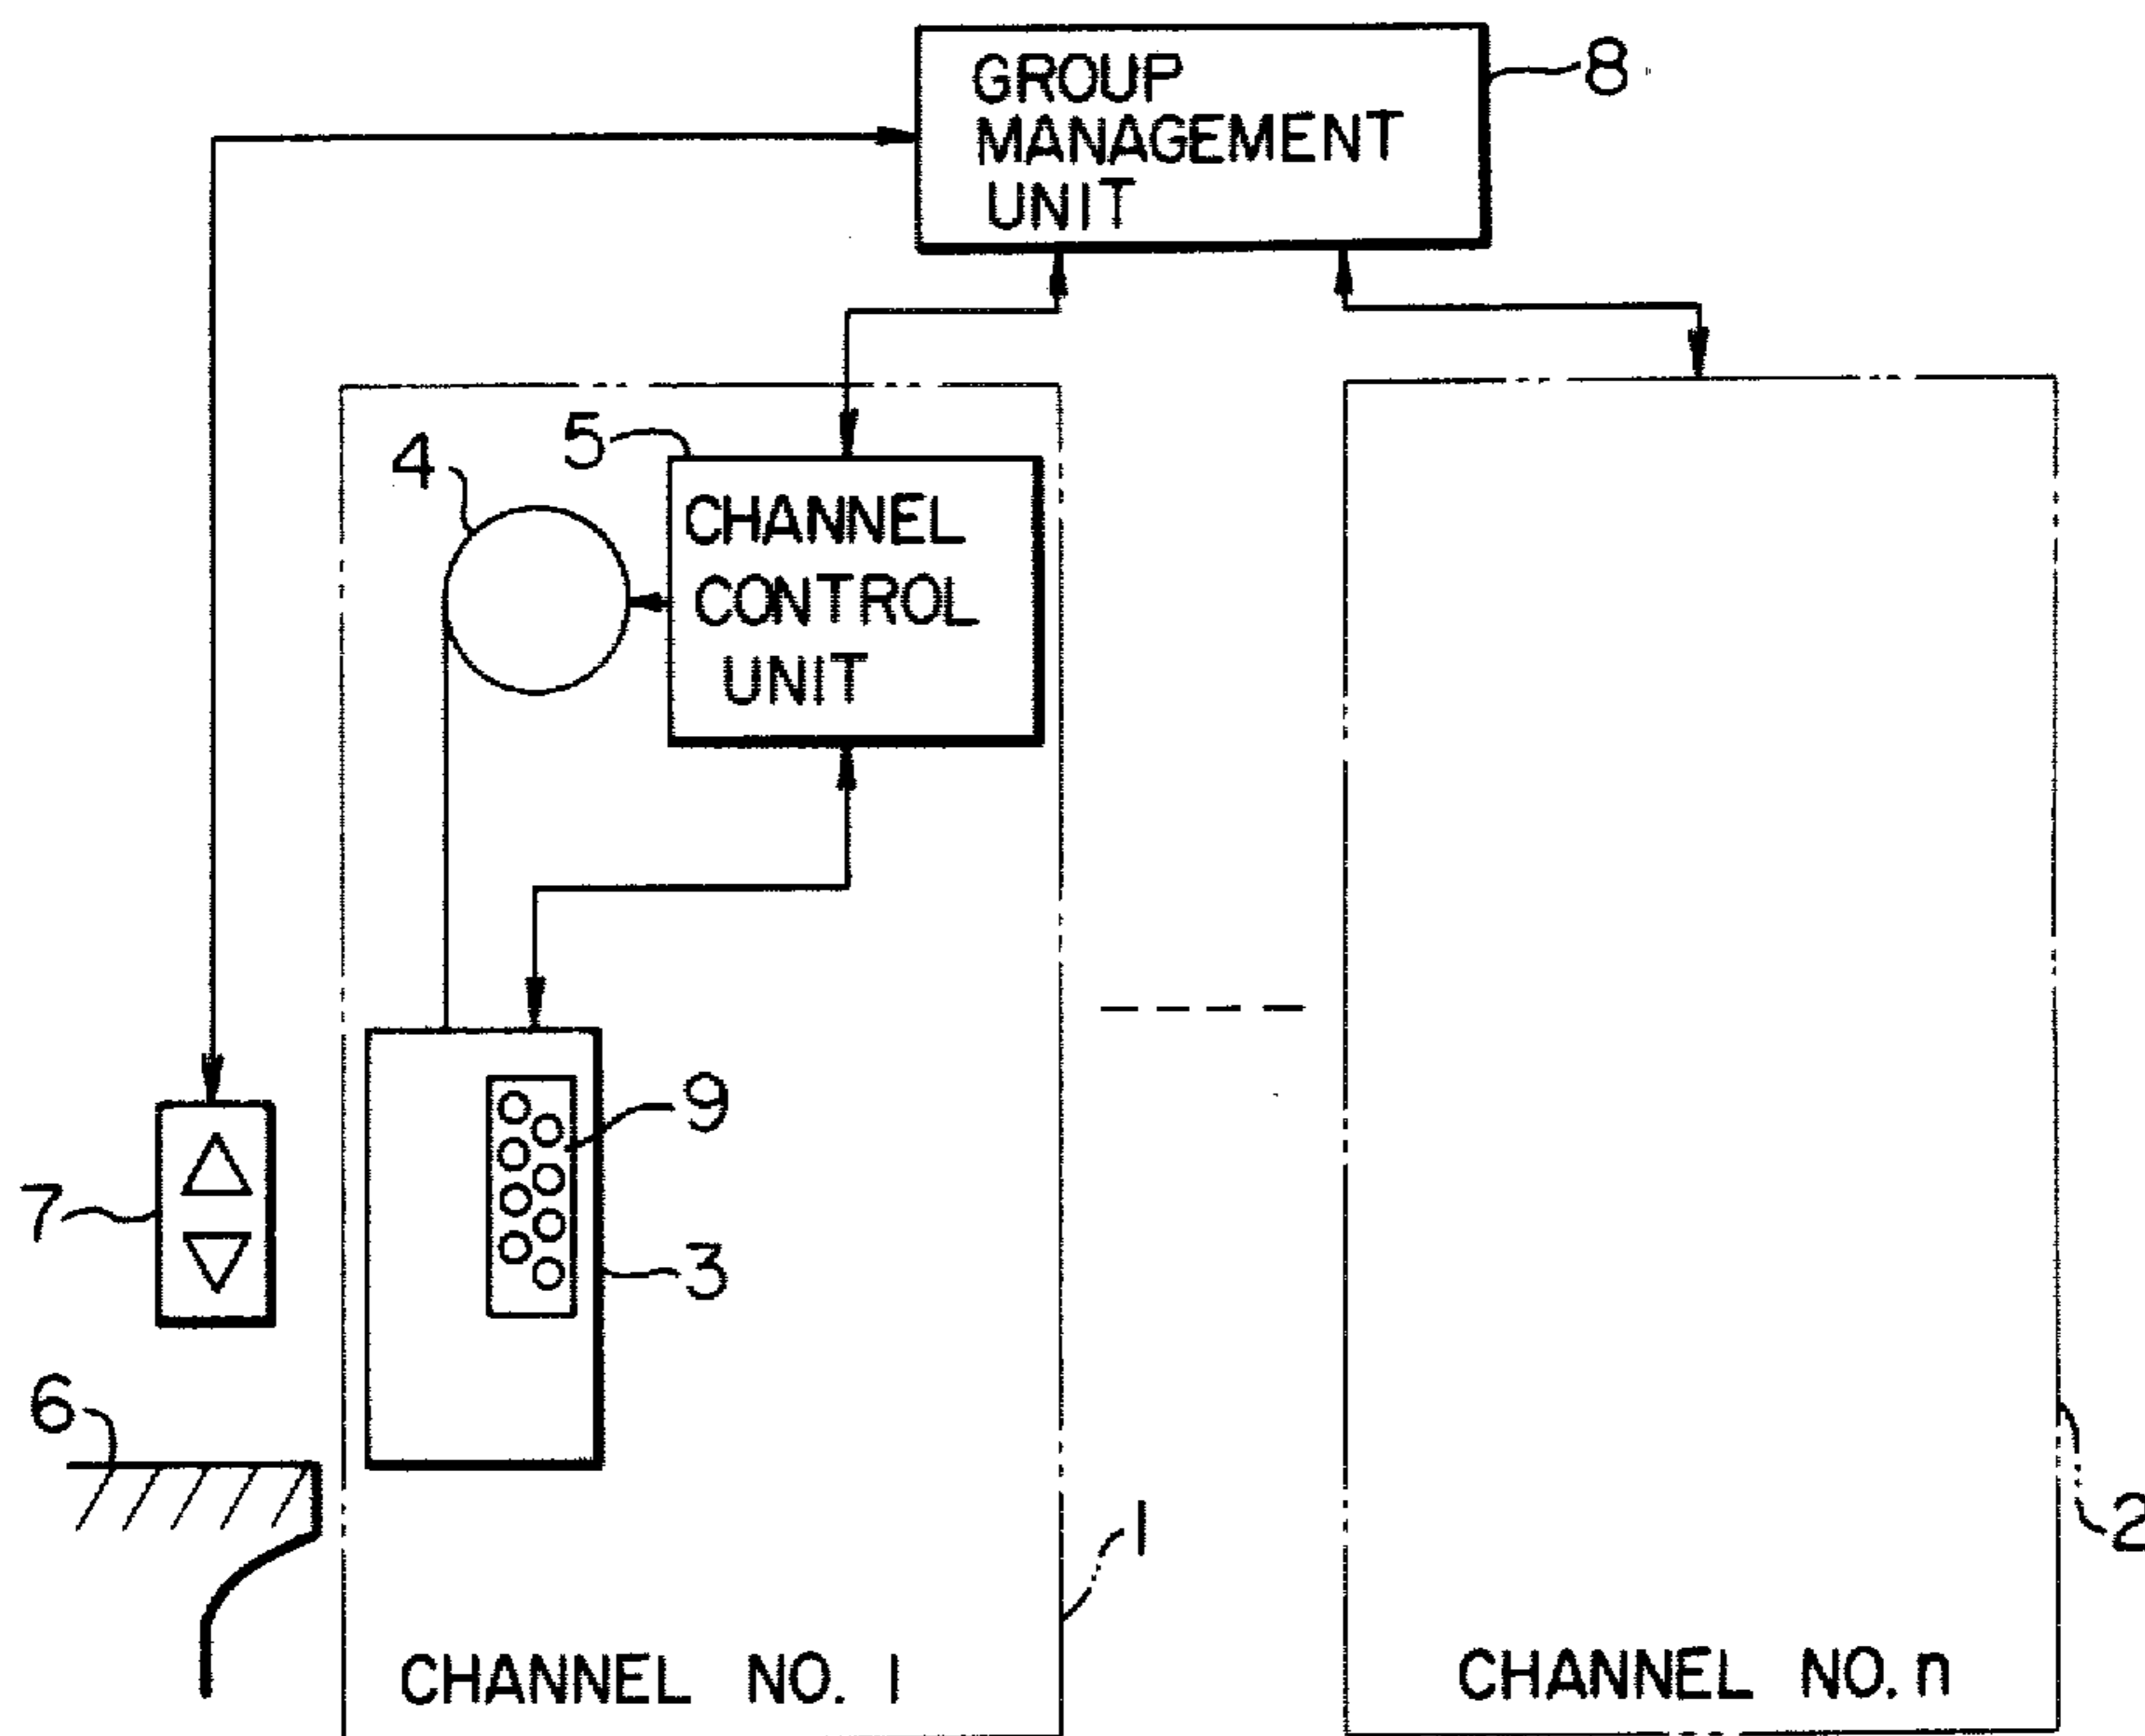 GROUP
MANAGEMENT
UNIT
8
5
4
CHANNEL
CONTROL
UNIT
9
7
3
6
1
2
CHANNEL NO. 1
CHANNEL NO. n